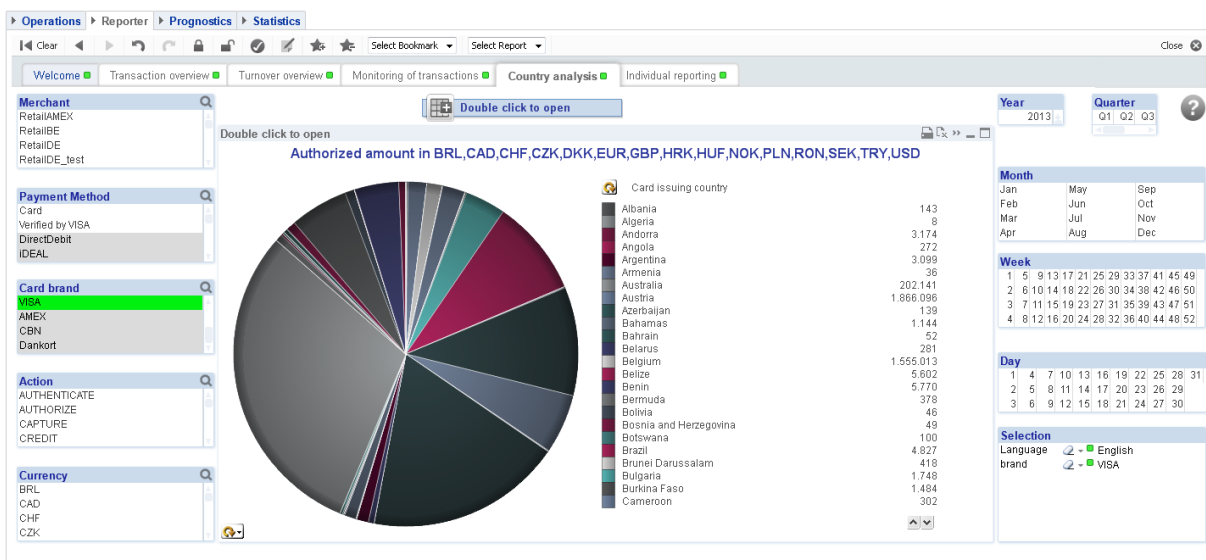 Operations Reporter Prognostics Statistics
Clear Select Bookmark Select Report Close
Welcome Transaction overview Turnover overview Monitoring of transactions Country analysis Individual reporting
Merchant
RetailAMEX
RetailBE
RetailDE
RetailDE_test
Payment Method
Card
Verified by VISA
DirectDebit
iDEAL
Card brand
VISA
AMEX
CBN
Dankort
Action
AUTHENTICATE
AUTHORIZE
CAPTURE
CREDIT
Currency
BRL
CAD
CHF
CZK
Double click to open
Double click to open
Authorized amount in BRL,CAD,CHF,CZK,DKK,EUR,GBP,HRK,HUF,NOK,PLN,RON,SEK,TRY,USD
Card issuing country
Albania 143
Algeria 8
Andorra 3.174
Angola 272
Argentina 3.099
Armenia 36
Australia 202.141
Austria 1.866.096
Azerbaijan 139
Bahamas 1.144
Bahrain 52
Belarus 281
Belgium 1.555.013
Belize 5.602
Benin 5.770
Bermuda 378
Bolivia 46
Bosnia and Herzegovina 49
Botswana 100
Brazil 4.827
Brunei Darussalam 418
Bulgaria 1.748
Burkina Faso 1.484
Cameroon 302
Year
2013
Quarter
Q1 Q2 Q3
?
Month
Jan May Sep
Feb Jun Oct
Mar Jul Nov
Apr Aug Dec
Week
1 5 9 13 17 21 25 29 33 37 41 45 49
2 6 10 14 18 22 26 30 34 38 42 46 50
3 7 11 15 19 23 27 31 35 39 43 47 51
4 8 12 16 20 24 28 32 36 40 44 48 52
Day
1 4 7 10 13 16 19 22 25 28 31
2 5 8 11 14 17 20 23 26 29
3 6 9 12 15 18 21 24 27 30
Selection
Language English
brand VISA